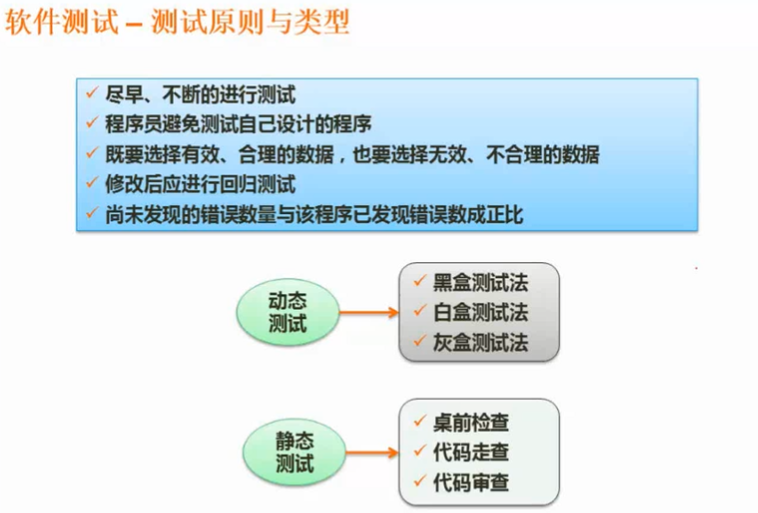 软件测试 – 测试原则与类型
✓ 尽早、不断的进行测试
✓ 程序员避免测试自己设计的程序
✓ 既要选择有效、合理的数据，也要选择无效、不合理的数据
✓ 修改后应进行回归测试
✓ 尚未发现的错误数量与该程序已发现错误数成正比
动态
测试
✓ 黑盒测试法
✓ 白盒测试法
✓ 灰盒测试法
静态
测试
✓ 桌前检查
✓ 代码走查
✓ 代码审查